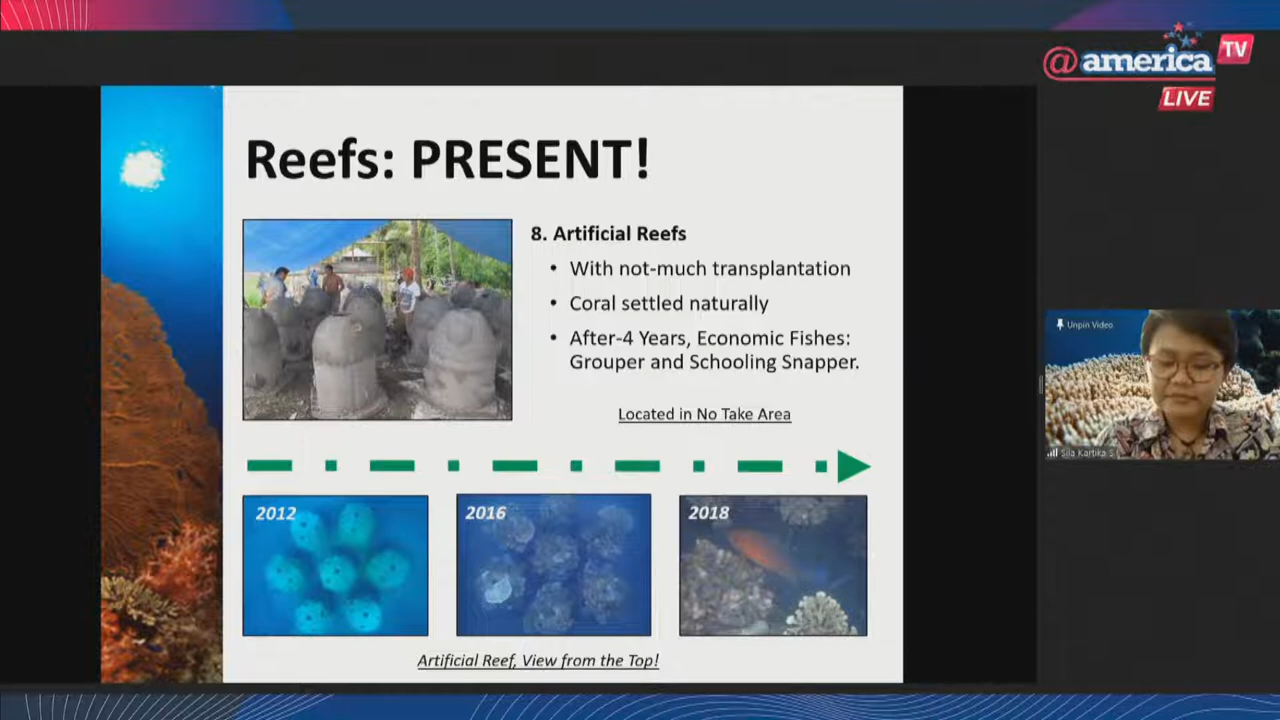 @america TV
LIVE
Reefs: PRESENT!
8. Artificial Reefs
• With not-much transplantation
• Coral settled naturally
• After-4 Years, Economic Fishes:
Grouper and Schooling Snapper.
Located in No Take Area
2012
2016
2018
Artificial Reef, View from the Top!
Unpin Video
Sila Kartika S